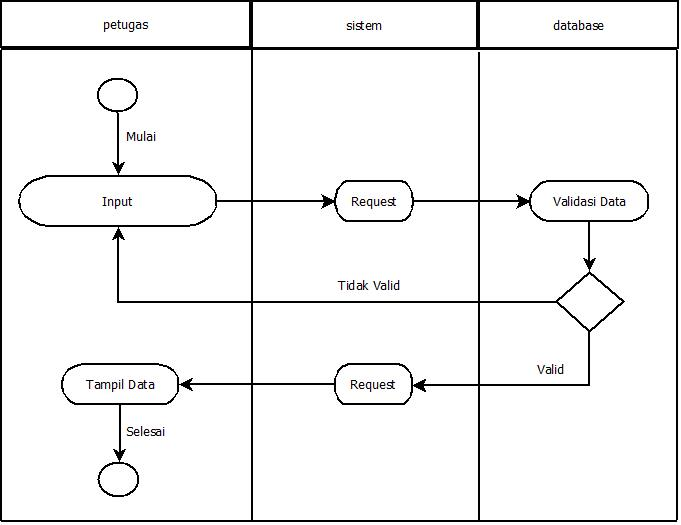 petugas
sistem
database
Mulai
Input
Request
Validasi Data
Tidak Valid
Valid
Tampil Data
Request
Selesai